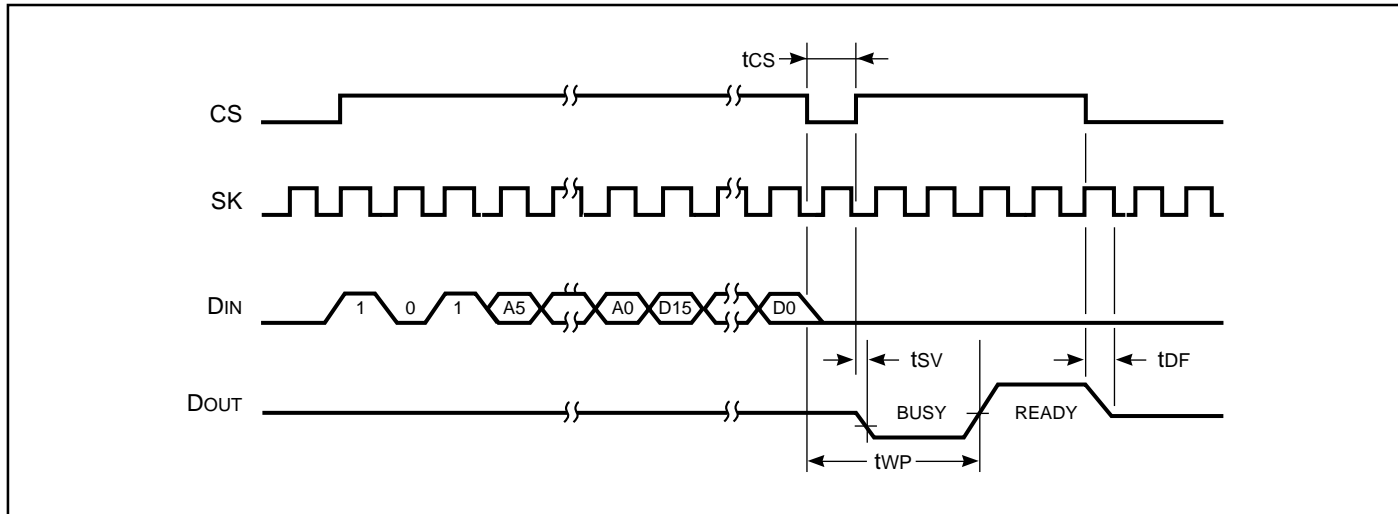 tCS
CS
SK
DIN
1 0 1 A5 A0 D15 D0
tSV
tDF
DOUT
BUSY
READY
tWP